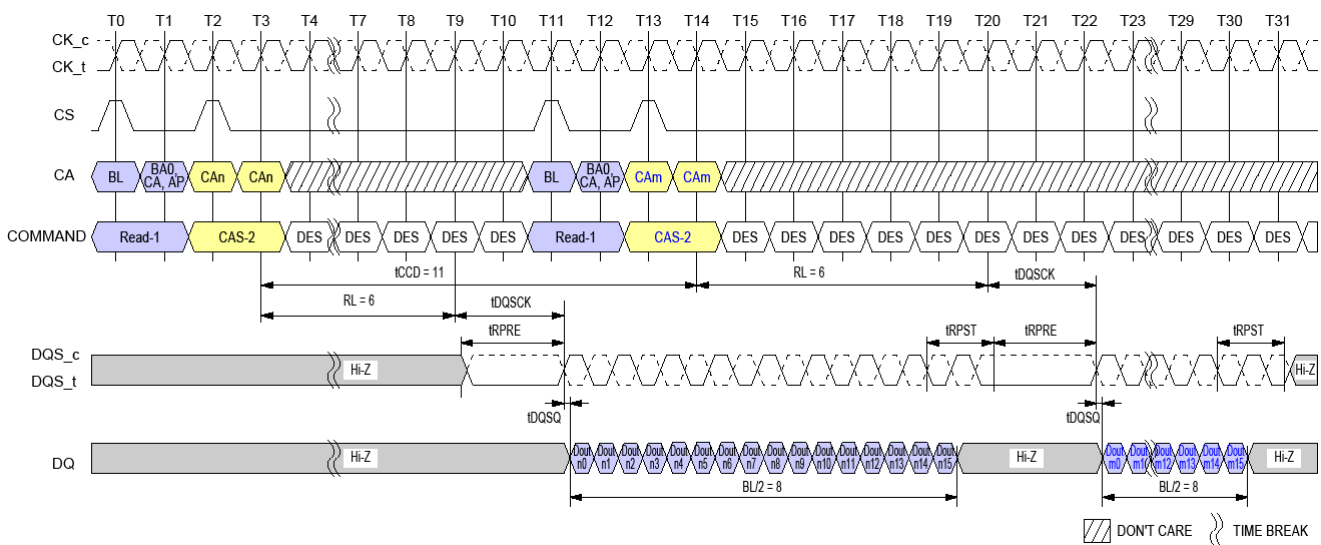 T0 T1 T2 T3 T4 T7 T8 T9 T10 T11 T12 T13 T14 T15 T16 T17 T18 T19 T20 T21 T22 T23 T29 T30 T31
CK_c
CK_t
CS
CA BL BA0, CA, AP CAn CAn BL BA0, CA, AP CAm CAm
COMMAND Read-1 CAS-2 DES DES DES DES DES Read-1 CAS-2 DES DES DES DES DES DES DES DES DES DES DES DES
tCCD = 11 RL = 6 tDQSCK
RL = 6 tDQSCK
tRPRE tRPST tRPRE tRPST
DQS_c
DQS_t
Hi-Z Hi-Z
tDQSQ tDQSQ
DQ Hi-Z Dout n0 Dout n1 Dout n2 Dout n3 Dout n4 Dout n5 Dout n6 Dout n7 Dout n8 Dout n9 Dout n10 Dout n11 Dout n12 Dout n13 Dout n14 Dout n15 Hi-Z Dout m0 Dout m1 Dout m12 Dout m13 Dout m14 Dout m15 Hi-Z
BL/2 = 8 BL/2 = 8
DON'T CARE TIME BREAK